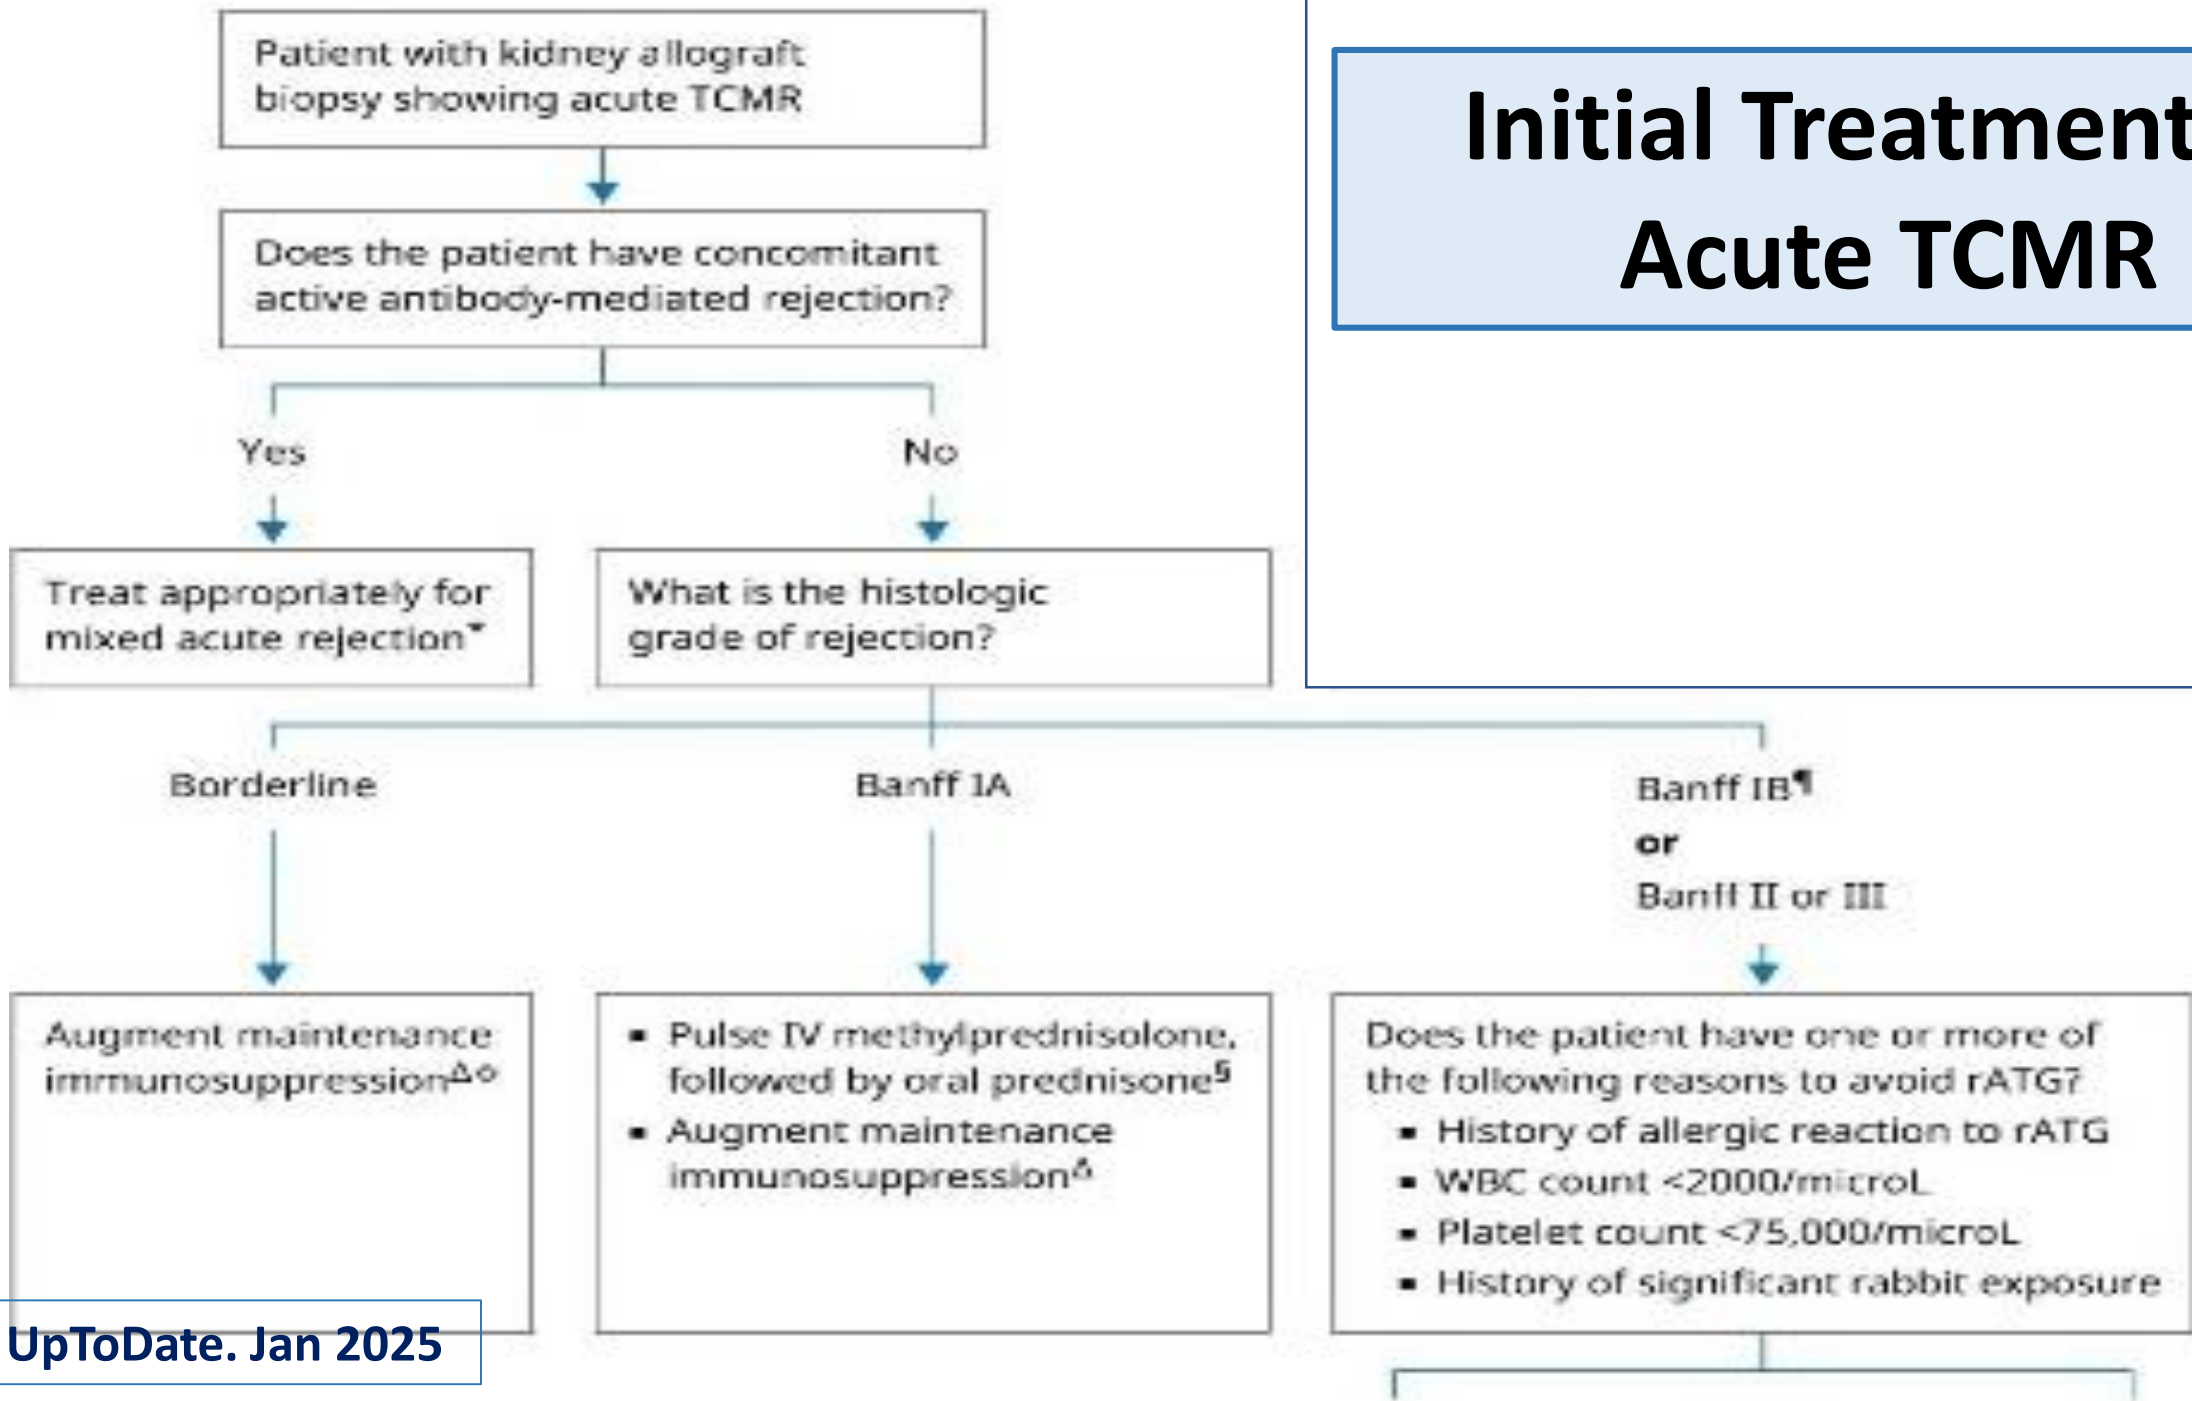 Initial Treatment
Acute TCMR
Patient with kidney allograft
biopsy showing acute TCMR
Does the patient have concomitant
active antibody-mediated rejection?
Yes
No
Treat appropriately for
mixed acute rejection*
What is the histologic
grade of rejection?
Borderline
Banff IA
Banff IB¶
or
Banff II or III
Augment maintenance
immunosuppressionΔ◇
▪ Pulse IV methylprednisolone,
followed by oral prednisone§
▪ Augment maintenance
immunosuppressionΔ
Does the patient have one or more of
the following reasons to avoid rATG?
▪ History of allergic reaction to rATG
▪ WBC count <2000/microL
▪ Platelet count <75,000/microL
▪ History of significant rabbit exposure
UpToDate. Jan 2025